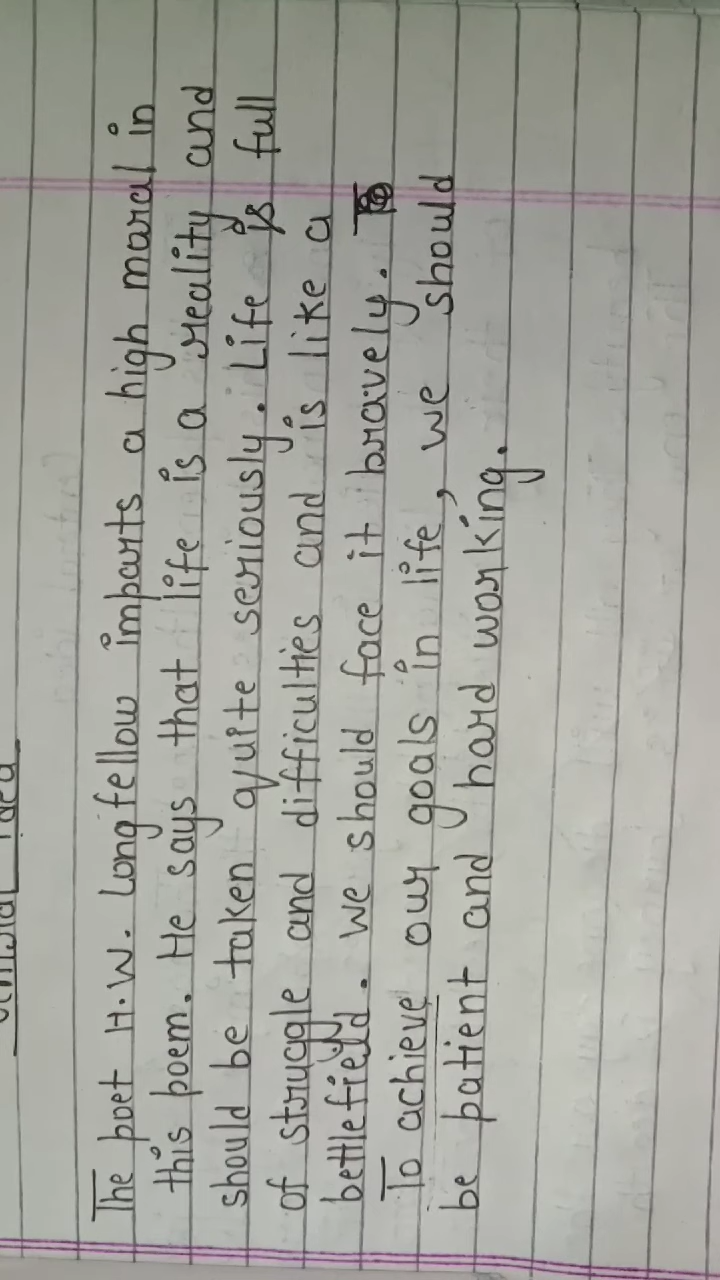 The poet H.W. Longfellow imparts a high moral in
this poem. He says that life is a reality and
should be taken quite seriously. Life is full
of struggle and difficulties and is like a
bettlefield. We should face it bravely.
To achieve our goals in life, we should
be patient and hard working.